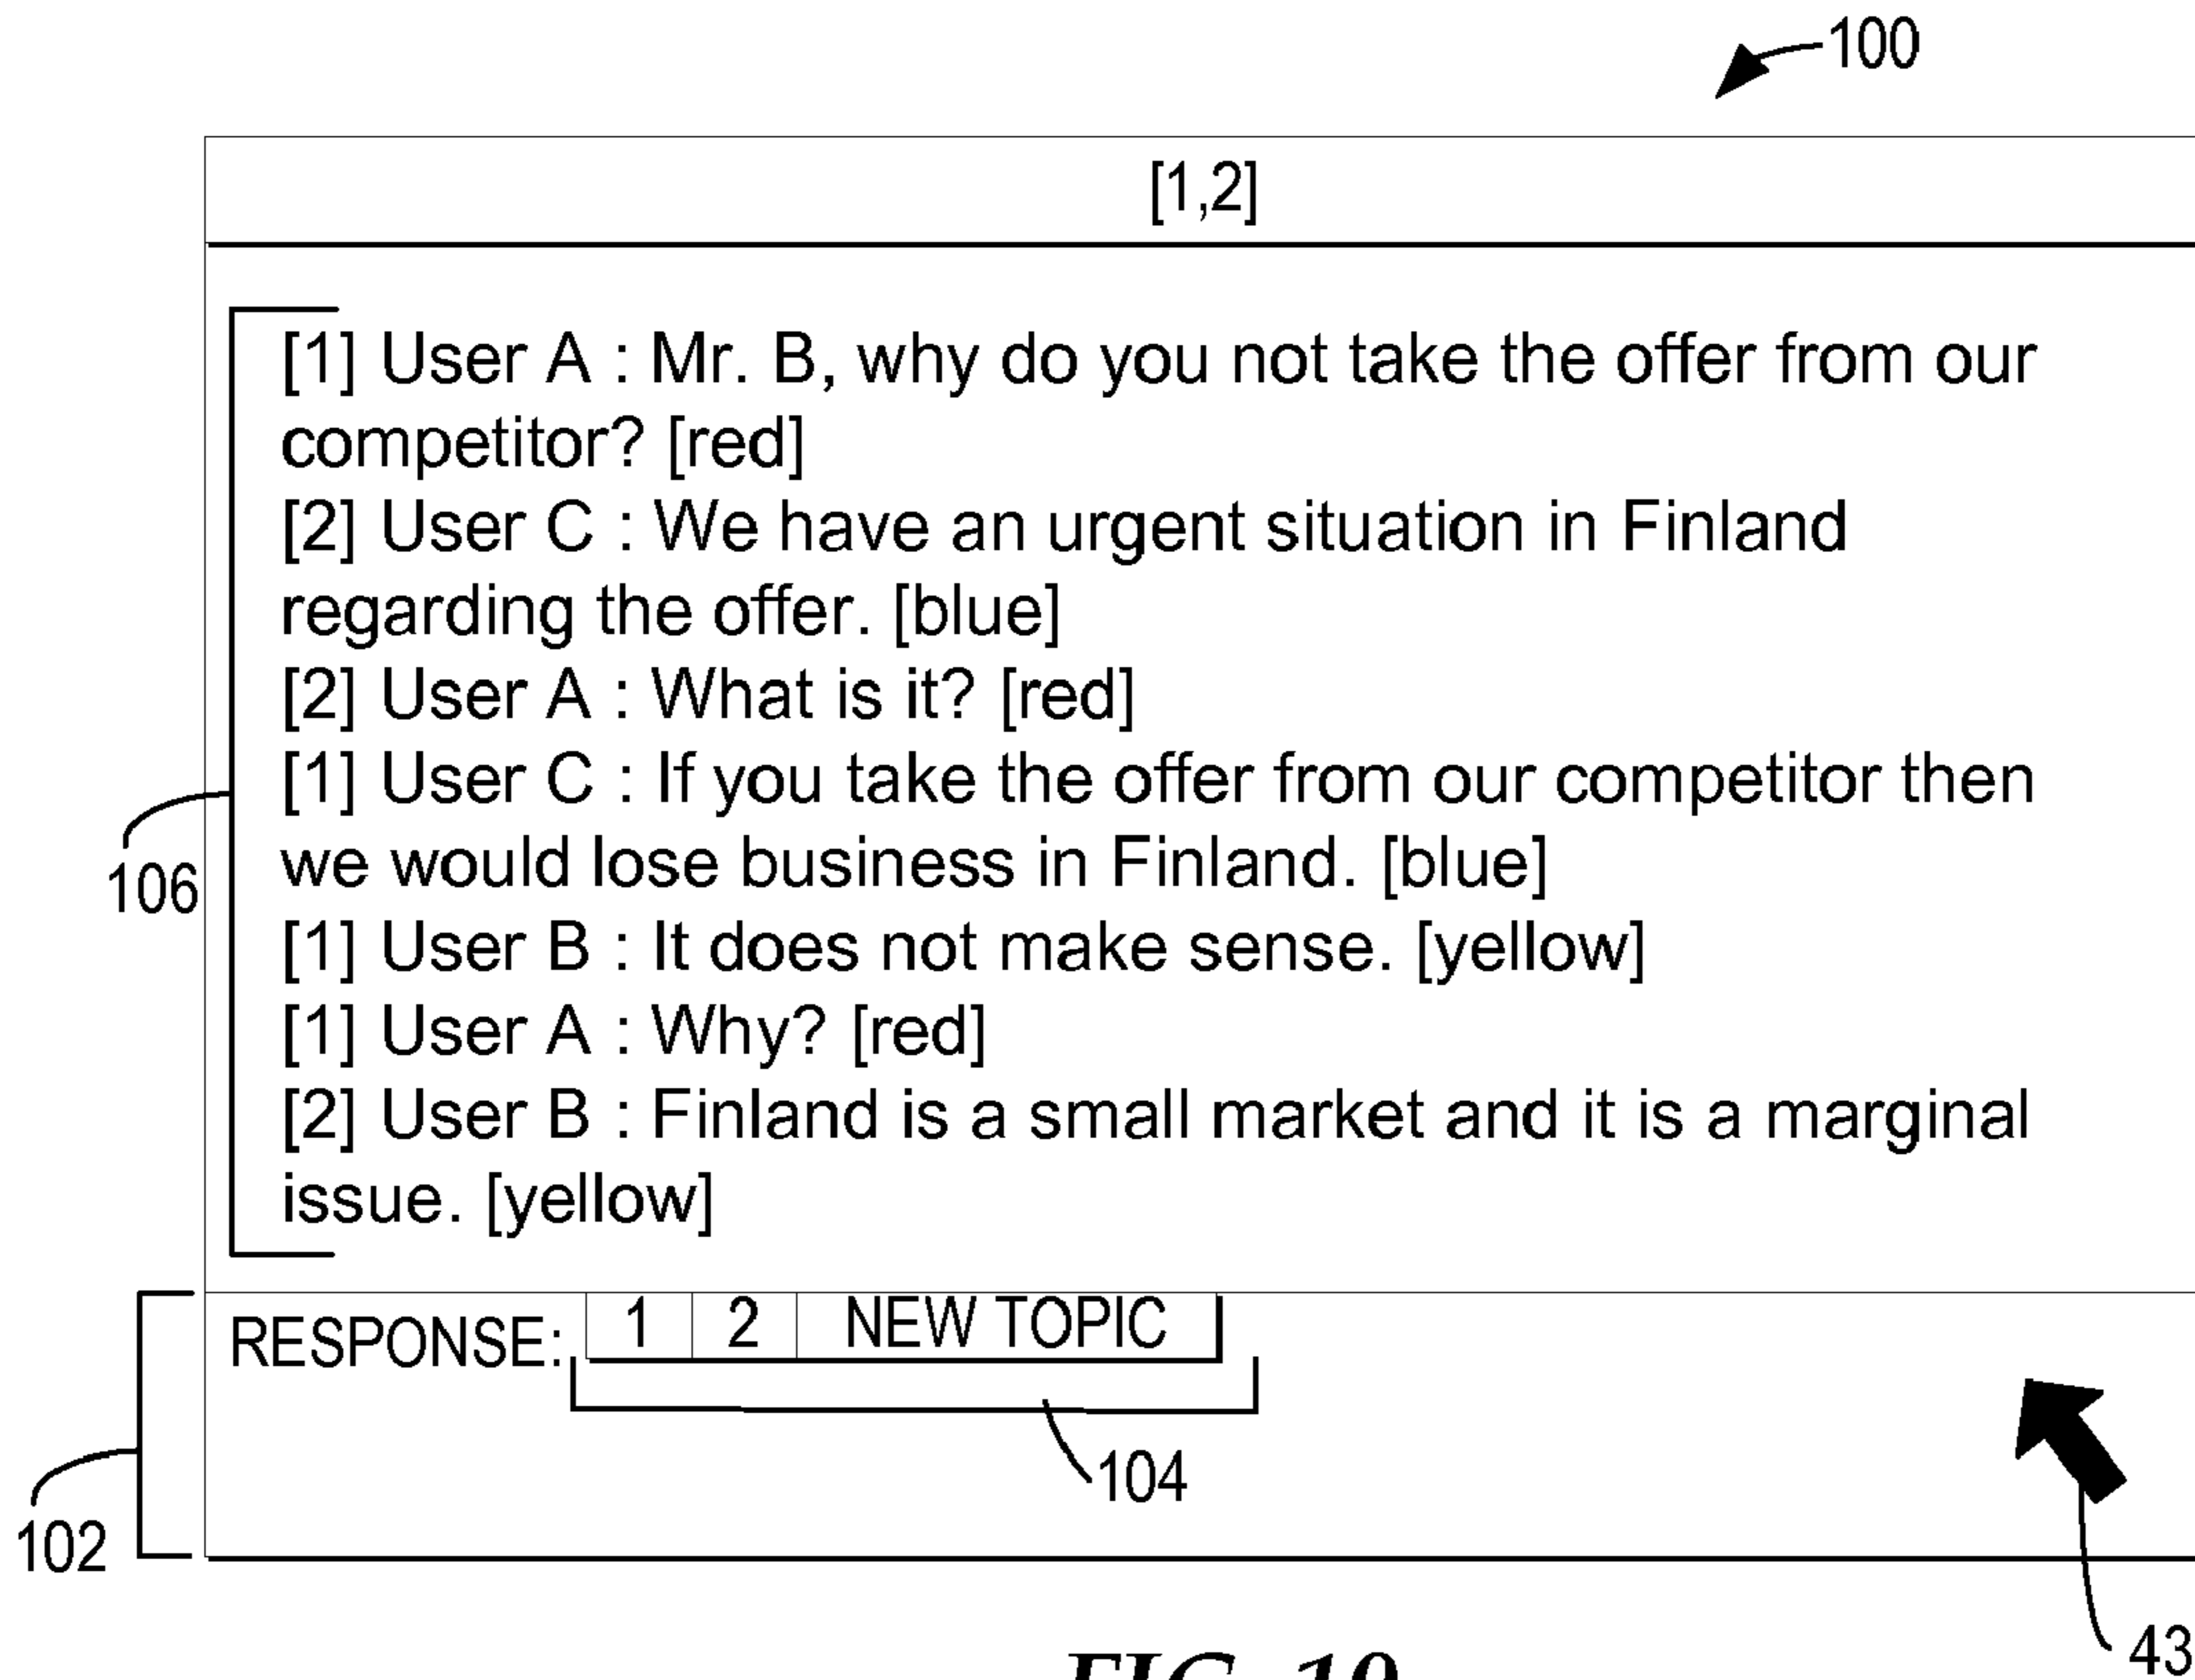 100
[1,2]
[1] User A : Mr. B, why do you not take the offer from our
competitor? [red]
[2] User C : We have an urgent situation in Finland
regarding the offer. [blue]
[2] User A : What is it? [red]
[1] User C : If you take the offer from our competitor then
we would lose business in Finland. [blue]
106
[1] User B : It does not make sense. [yellow]
[1] User A : Why? [red]
[2] User B : Finland is a small market and it is a marginal
issue. [yellow]
RESPONSE: 1 2 NEW TOPIC
104
102
43
FIG. 10